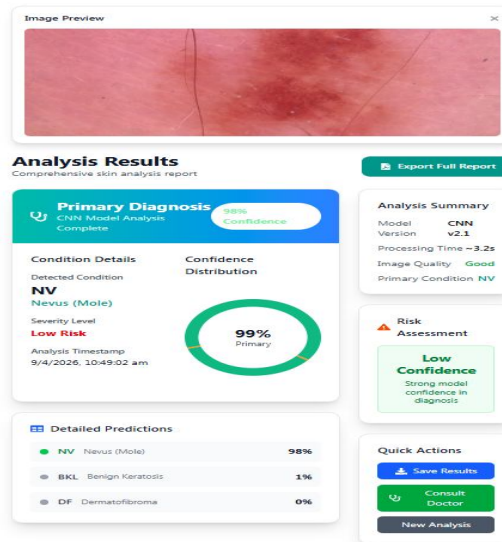 Image Preview
×
Analysis Results
Comprehensive skin analysis report
Export Full Report
Primary Diagnosis
CNN Model Analysis
Complete
98%
Confidence
Condition Details
Detected Condition
NV
Nevus (Mole)
Severity Level
Low Risk
Analysis Timestamp
9/4/2026, 10:49:02 am
Confidence
Distribution
99%
Primary
Analysis Summary
Model CNN
Version v2.1
Processing Time ~3.2s
Image Quality Good
Primary Condition NV
Risk
Assessment
Low
Confidence
Strong model
confidence in
diagnosis
Detailed Predictions
NV Nevus (Mole) 98%
BKL Benign Keratosis 1%
DF Dermatofibroma 0%
Quick Actions
Save Results
Consult
Doctor
New Analysis